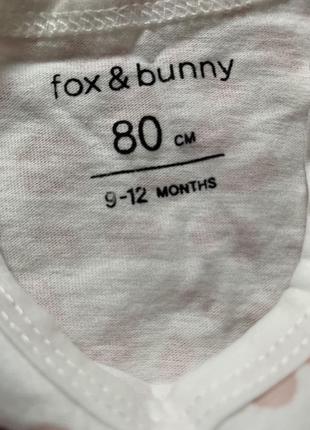 fox & bunny
80 CM
9-12 MONTHS